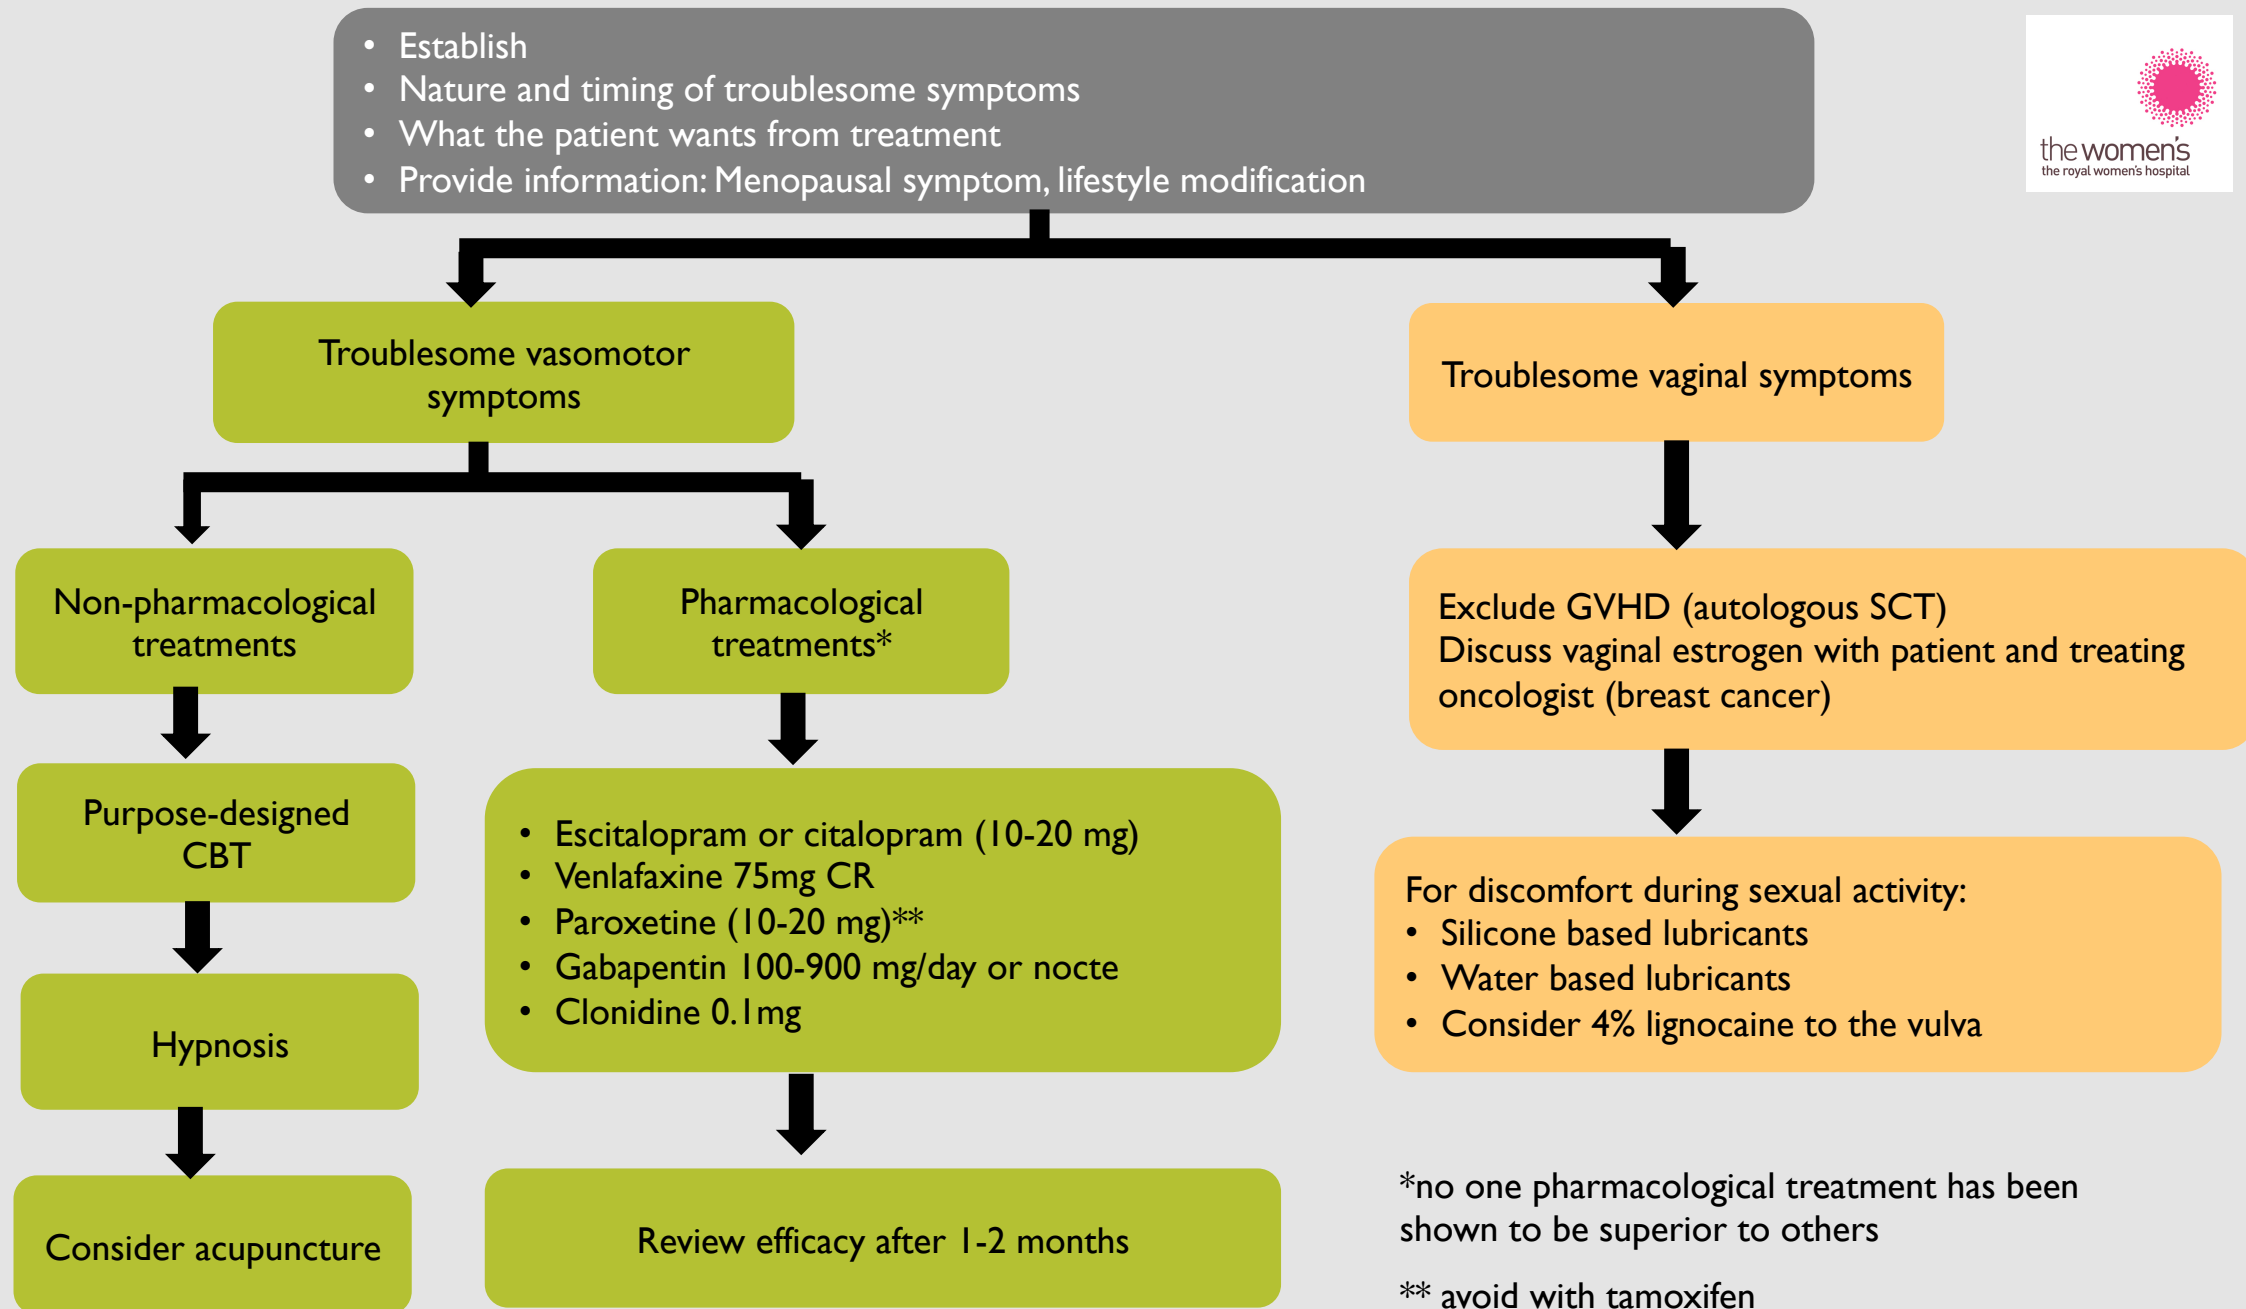 • Establish
• Nature and timing of troublesome symptoms
• What the patient wants from treatment
• Provide information: Menopausal symptom, lifestyle modification
the women's
the royal women's hospital
Troublesome vasomotor
symptoms
Troublesome vaginal symptoms
Non-pharmacological
treatments
Pharmacological
treatments*
Exclude GVHD (autologous SCT)
Discuss vaginal estrogen with patient and treating
oncologist (breast cancer)
Purpose-designed
CBT
• Escitalopram or citalopram (10-20 mg)
• Venlafaxine 75mg CR
• Paroxetine (10-20 mg)**
• Gabapentin 100-900 mg/day or nocte
• Clonidine 0.1mg
For discomfort during sexual activity:
• Silicone based lubricants
• Water based lubricants
• Consider 4% lignocaine to the vulva
Hypnosis
Consider acupuncture
Review efficacy after 1-2 months
*no one pharmacological treatment has been
shown to be superior to others
** avoid with tamoxifen